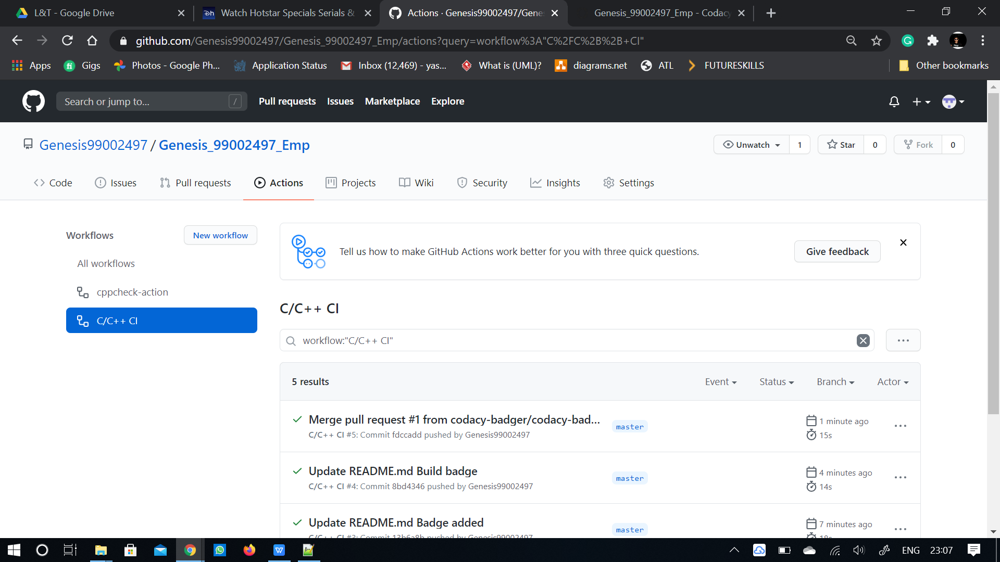 L&T - Google Drive
Watch Hotstar Specials Serials &
Actions · Genesis99002497/Gene
Genesis_99002497_Emp - Codacy
github.com/Genesis99002497/Genesis_99002497_Emp/actions?query=workflow%3A"C%2FC%2B%2B+CI"
Apps
Gigs
Photos - Google Ph...
Application Status
Inbox (12,469) - yas...
What is (UML)?
diagrams.net
ATL
FUTURESKILLS
Other bookmarks
Search or jump to...
/
Pull requests
Issues
Marketplace
Explore
Genesis99002497 / Genesis_99002497_Emp
Unwatch
1
Star
0
Fork
0
Code
Issues
Pull requests
Actions
Projects
Wiki
Security
Insights
Settings
Workflows
New workflow
All workflows
cppcheck-action
C/C++ CI
Tell us how to make GitHub Actions work better for you with three quick questions.
Give feedback
C/C++ CI
workflow:"C/C++ CI"
5 results
Event
Status
Branch
Actor
Merge pull request #1 from codacy-badger/codacy-bad...
C/C++ CI #5: Commit fdccadd pushed by Genesis99002497
master
1 minute ago
15s
Update README.md Build badge
C/C++ CI #4: Commit 8bd4346 pushed by Genesis99002497
master
4 minutes ago
14s
Update README.md Badge added
C/C++ CI #3: Commit 13b6a8b pushed by Genesis99002497
master
7 minutes ago
18s
ENG
23:07